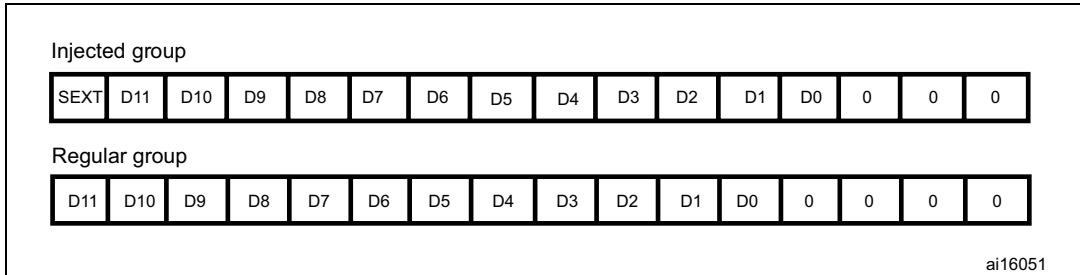 Injected group
SEXT D11 D10 D9 D8 D7 D6 D5 D4 D3 D2 D1 D0 0 0 0
Regular group
D11 D10 D9 D8 D7 D6 D5 D4 D3 D2 D1 D0 0 0 0 0
ai16051